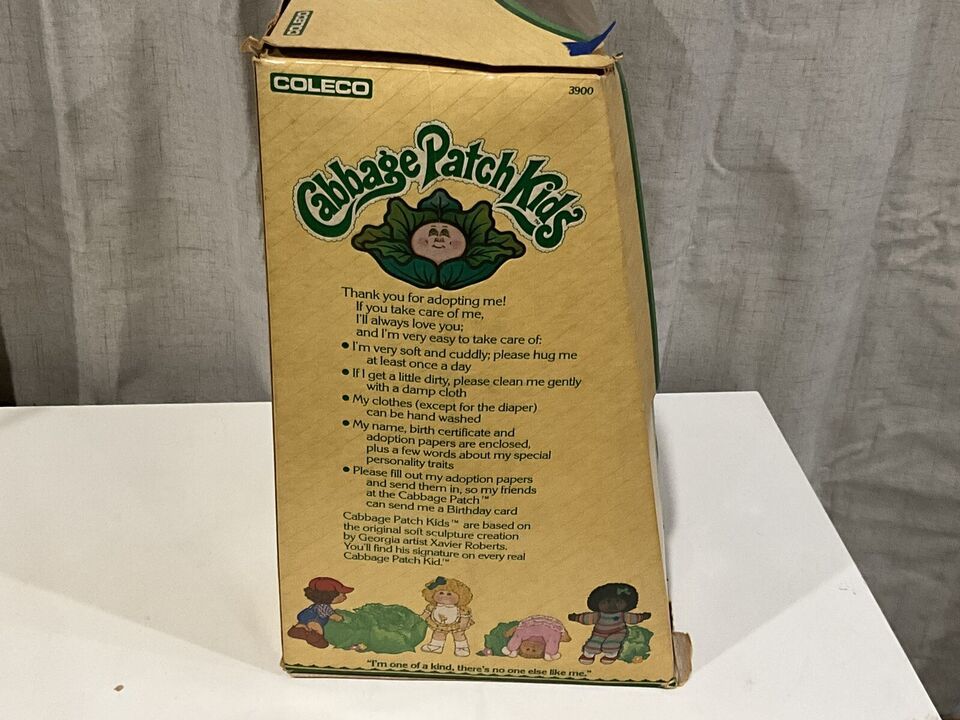 COLECO
COLECO
3900
Cabbage Patch Kids™
Thank you for adopting me!
If you take care of me,
I'll always love you;
and I'm very easy to take care of:
• I'm very soft and cuddly; please hug me
at least once a day
• If I get a little dirty, please clean me gently
with a damp cloth
• My clothes (except for the diaper)
can be hand washed
• My name, birth certificate and
adoption papers are enclosed,
plus a few words about my special
personality traits
• Please fill out my adoption papers
and send them in, so my friends
at the Cabbage Patch™
can send me a Birthday card
Cabbage Patch Kids™ are based on
the original soft sculpture creation
by Georgia artist Xavier Roberts.
You'll find his signature on every real
Cabbage Patch Kid.™
"I'm one of a kind, there's no one else like me."